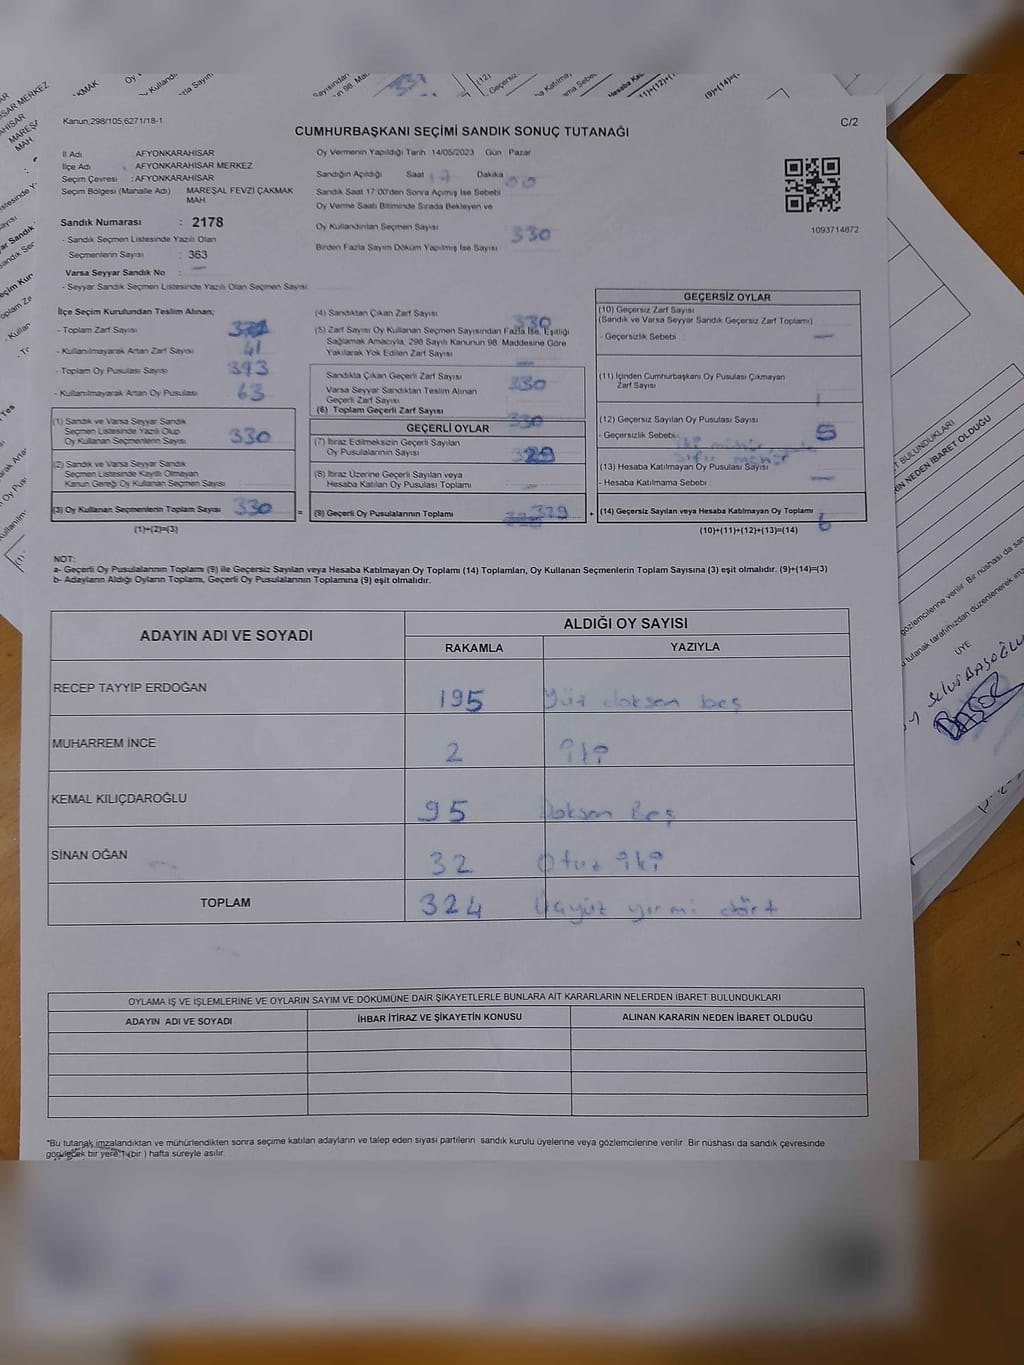 Kanun;298/105,6271/18-1
C/2
CUMHURBAŞKANI SEÇİMİ SANDIK SONUÇ TUTANAĞI
İl Adı : AFYONKARAHİSAR
İlçe Adı : AFYONKARAHİSAR MERKEZ
Seçim Çevresi : AFYONKARAHİSAR
Seçim Bölgesi (Mahalle Adı) MAREŞAL FEVZİ ÇAKMAK
MAH.
Sandık Numarası : 2178
- Sandık Seçmen Listesinde Yazılı Olan
Seçmenlerin Sayısı : 363
Varsa Seyyar Sandık No : —
- Seyyar Sandık Seçmen Listesinde Yazılı Olan Seçmen Sayısı
Oy Vermenin Yapıldığı Tarih 14/05/2023 Gün Pazar
Sandığın Açıldığı Saat 17 Dakika 00
Sandık Saat 17:00'den Sonra Açılmış İse Sebebi
Oy Verme Saati Bitiminde Sırada Bekleyen ve
Oy Kullandırılan Seçmen Sayısı 330
Birden Fazla Sayım Döküm Yapılmış İse Sayısı
1093714872
İlçe Seçim Kurulundan Teslim Alınan;
- Toplam Zarf Sayısı
- Kullanılmayarak Artan Zarf Sayısı 41
- Toplam Oy Pusulası Sayısı 393
- Kullanılmayarak Artan Oy Pusulası 63
(1) Sandık ve Varsa Seyyar Sandık
Seçmen Listesinde Yazılı Olup
Oy Kullanan Seçmenlerin Sayısı 330
(2) Sandık ve Varsa Seyyar Sandık
Seçmen Listesinde Kayıtlı Olmayan
Kanun Gereği Oy Kullanan Seçmen Sayısı
(3) Oy Kullanan Seçmenlerin Toplam Sayısı 330
(1)+(2)=(3)
=
(4) Sandıktan Çıkan Zarf Sayısı 330
(5) Zarf Sayısı Oy Kullanan Seçmen Sayısından Fazla İse, Eşitliği
Sağlamak Amacıyla, 298 Sayılı Kanunun 98. Maddesine Göre
Yakılarak Yok Edilen Zarf Sayısı —
Sandıkta Çıkan Geçerli Zarf Sayısı 330
Varsa Seyyar Sandıktan Teslim Alınan
Geçerli Zarf Sayısı
(6) Toplam Geçerli Zarf Sayısı 330
GEÇERLİ OYLAR
(7) İtiraz Edilmeksizin Geçerli Sayılan
Oy Pusulalarının Sayısı 329
(8) İtiraz Üzerine Geçerli Sayılan veya
Hesaba Katılan Oy Pusulası Toplamı —
(9) Geçerli Oy Pusulalarının Toplamı 329
+
GEÇERSİZ OYLAR
(10) Geçersiz Zarf Sayısı
(Sandık ve Varsa Seyyar Sandık Geçersiz Zarf Toplamı)
- Geçersizlik Sebebi : —
(11) İçinden Cumhurbaşkanı Oy Pusulası Çıkmayan
Zarf Sayısı 1
(12) Geçersiz Sayılan Oy Pusulası Sayısı
- Geçersizlik Sebebi 5
(13) Hesaba Katılmayan Oy Pusulası Sayısı
- Hesaba Katılmama Sebebi —
(14) Geçersiz Sayılan veya Hesaba Katılmayan Oy Toplamı 6
(10)+(11)+(12)+(13)=(14)
NOT:
a- Geçerli Oy Pusulalarının Toplamı (9) ile Geçersiz Sayılan veya Hesaba Katılmayan Oy Toplamı (14) Toplamları, Oy Kullanan Seçmenlerin Toplam Sayısına (3) eşit olmalıdır. (9)+(14)=(3)
b- Adayların Aldığı Oyların Toplamı, Geçerli Oy Pusulalarının Toplamına (9) eşit olmalıdır.
ADAYIN ADI VE SOYADI
ALDIĞI OY SAYISI
RAKAMLA YAZIYLA
RECEP TAYYİP ERDOĞAN 195 Yüz doksan beş
MUHARREM İNCE 2 iki
KEMAL KILIÇDAROĞLU 95 Doksan Beş
SİNAN OĞAN 32 Otuz iki
TOPLAM 324 Üçyüz yirmi dört
OYLAMA İŞ VE İŞLEMLERİNE VE OYLARIN SAYIM VE DÖKÜMÜNE DAİR ŞİKAYETLERLE BUNLARA AİT KARARLARIN NELERDEN İBARET BULUNDUKLARI
ADAYIN ADI VE SOYADI İHBAR İTİRAZ VE ŞİKAYETİN KONUSU ALINAN KARARIN NEDEN İBARET OLDUĞU
*Bu tutanak imzalandıktan ve mühürlendikten sonra seçime katılan adayların ve talep eden siyasi partilerin sandık kurulu üyelerine veya gözlemcilerine verilir. Bir nüshası da sandık çevresinde
görülecek bir yere 1 (bir ) hafta süreyle asılır.
BULUNDUKLARI
NEDEN İBARET OLDUĞU
gözlemcilerine verilir. Bir nüshası da
tutanak tarafımızdan düzenlenerek
ÜYE